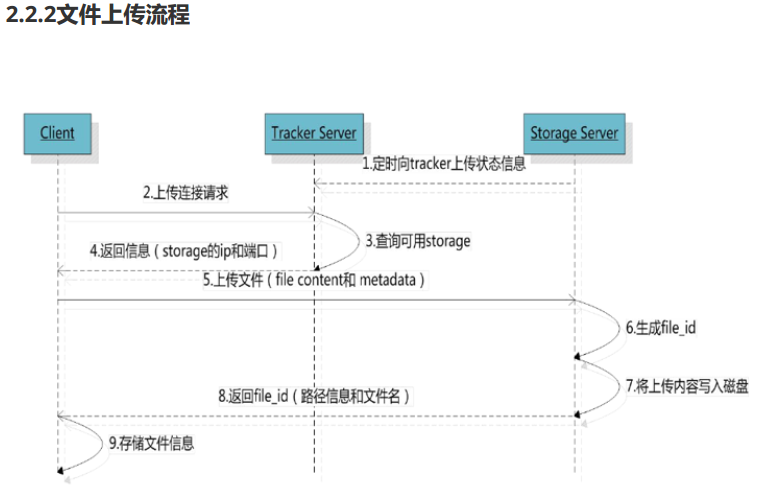 2.2.2文件上传流程
Client
Tracker Server
Storage Server
1.定时向tracker上传状态信息
2.上传连接请求
3.查询可用storage
4.返回信息（storage的ip和端口）
5.上传文件（file content和 metadata）
6.生成file_id
7.将上传内容写入磁盘
8.返回file_id（路径信息和文件名）
9.存储文件信息